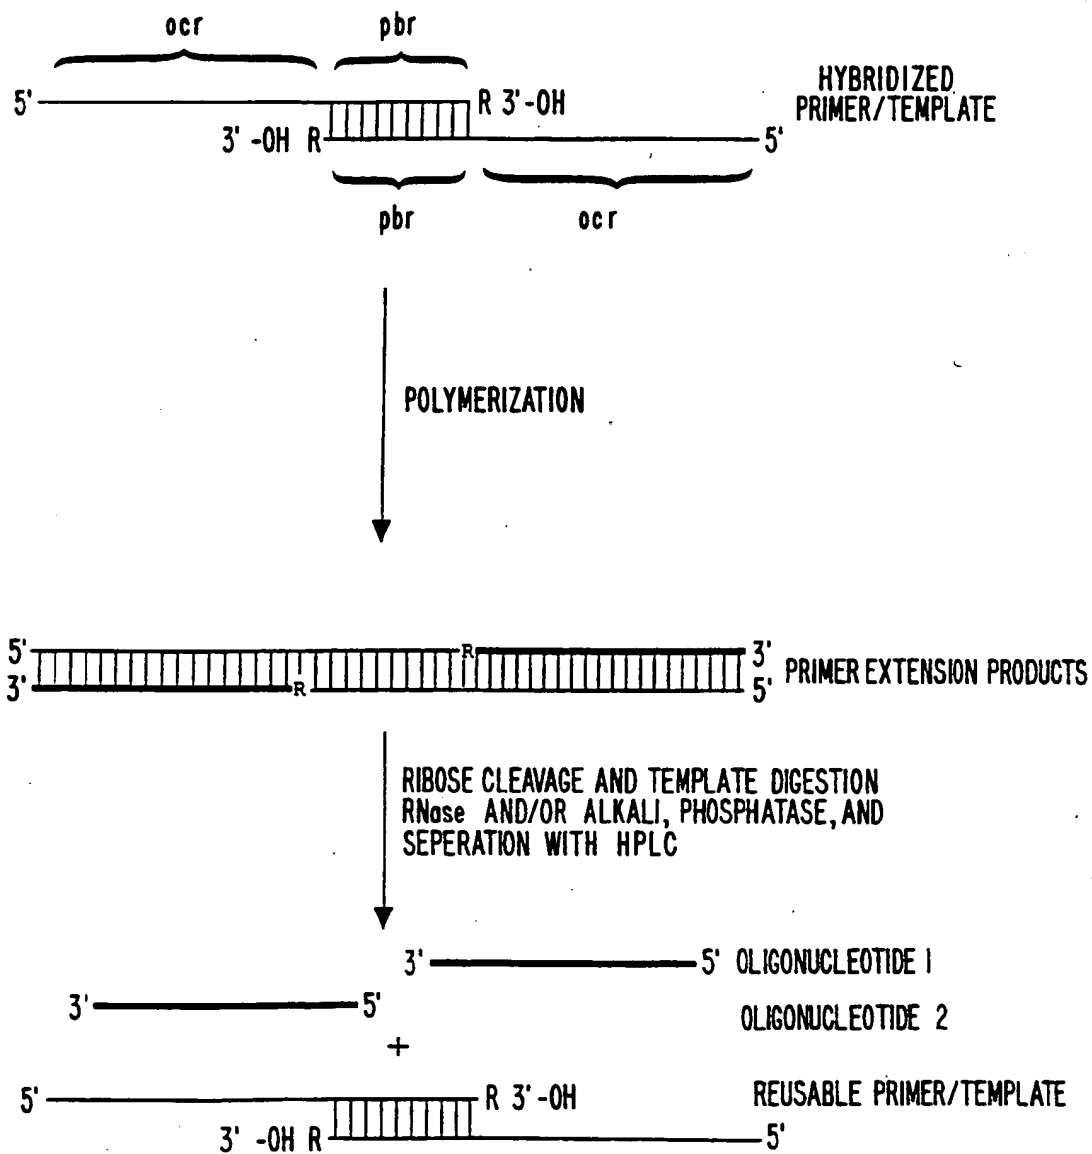 ocr pbr
5' R 3'-OH HYBRIDIZED
PRIMER/TEMPLATE
3' -OH R 5'
pbr ocr
POLYMERIZATION
5' R 3'
PRIMER EXTENSION PRODUCTS
3' R 5'
RIBOSE CLEAVAGE AND TEMPLATE DIGESTION
RNase AND/OR ALKALI, PHOSPHATASE, AND
SEPERATION WITH HPLC
3' 5' OLIGONUCLEOTIDE 1
3' 5' OLIGONUCLEOTIDE 2
+
5' R 3'-OH REUSABLE PRIMER/TEMPLATE
3' -OH R 5'